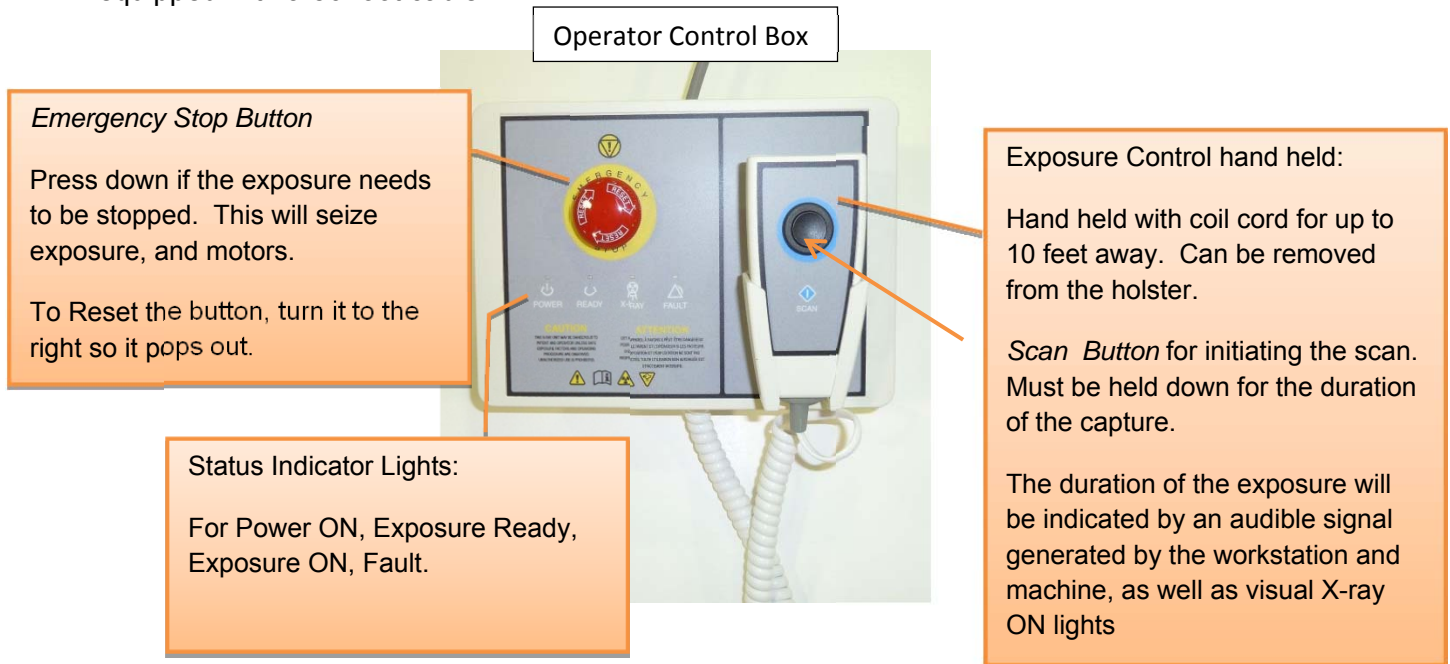 Operator Control Box
Emergency Stop Button
Press down if the exposure needs
to be stopped. This will seize
exposure, and motors.
To Reset the button, turn it to the
right so it pops out.
EMERGENCY
STOP
RESET
RESET
RESET
POWER READY X-RAY FAULT
CAUTION
ATTENTION
SCAN
Status Indicator Lights:
For Power ON, Exposure Ready,
Exposure ON, Fault.
Exposure Control hand held:
Hand held with coil cord for up to
10 feet away. Can be removed
from the holster.
Scan Button for initiating the scan.
Must be held down for the duration
of the capture.
The duration of the exposure will
be indicated by an audible signal
generated by the workstation and
machine, as well as visual X-ray
ON lights